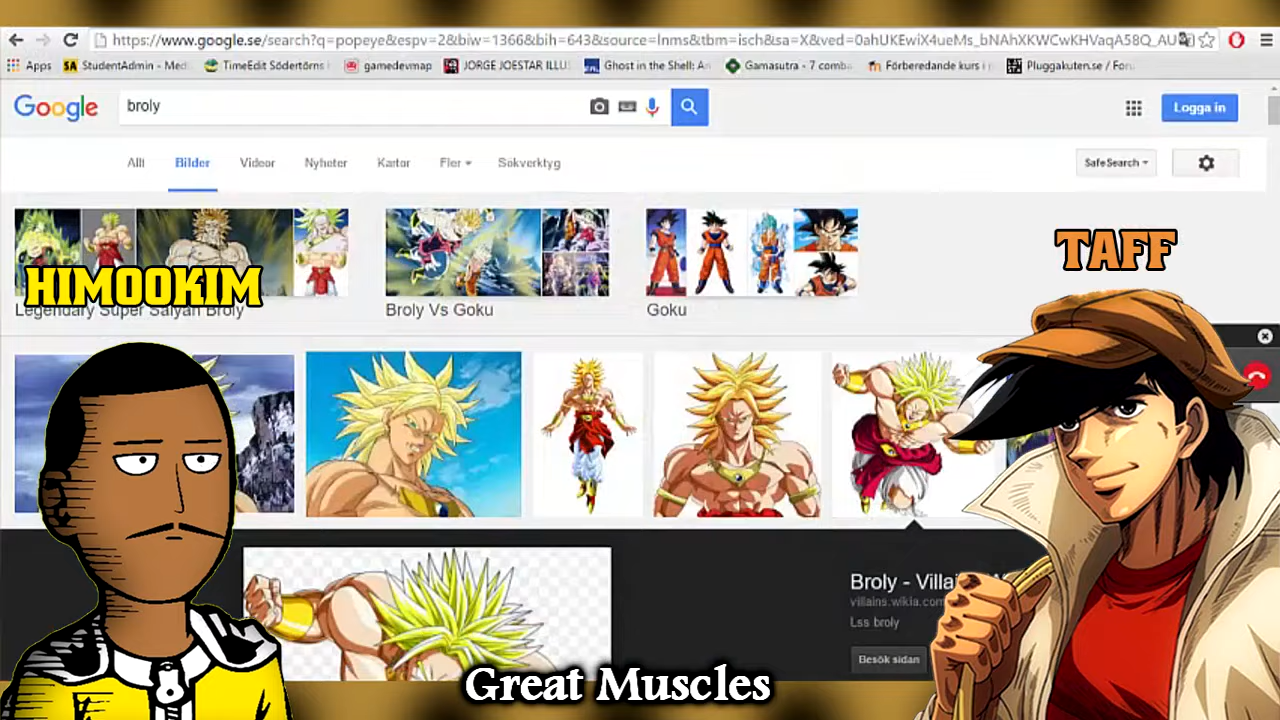 https://www.google.se/search?q=popeye&espv=2&biw=1366&bih=643&source=lnms&tbm=isch&sa=X&ved=0ahUKEwiX4ueMs_bNAhXKWCwKHVaqA58Q_AU
Apps StudentAdmin - Med TimeEdit Södertörns gamedevmap JORGE JOESTAR ILLUS Ghost in the Shell: Ar Gamasutra - 7 comba Förberedande kurs i Pluggakuten.se / Foru
Google broly Logga in
Allt Bilder Videor Nyheter Kartor Fler Sökverktyg SafeSearch
TAFF
HIMOOKIM
Legendary Super Saiyan Broly Broly Vs Goku Goku
Broly - Villai
villains.wikia.com
Lss broly
Besök sidan
Great Muscles